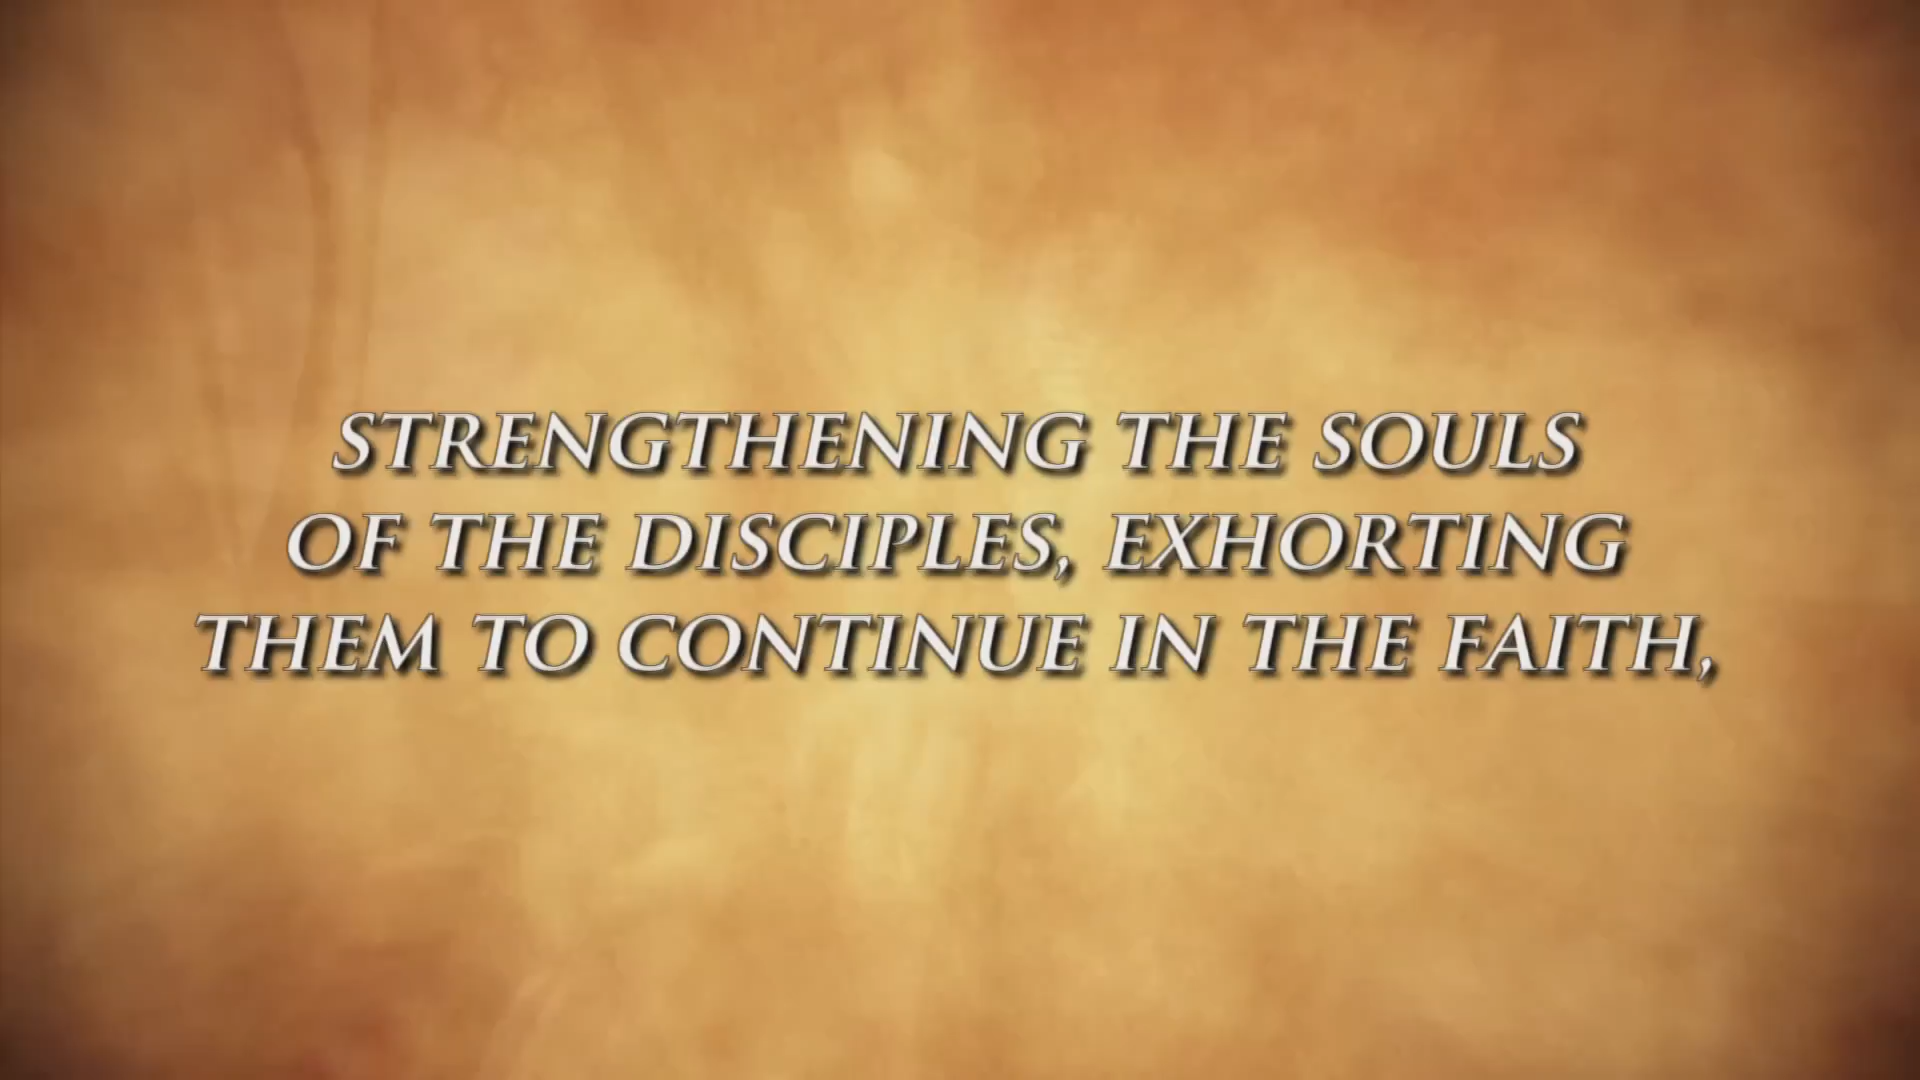 STRENGTHENING THE SOULS
OF THE DISCIPLES, EXHORTING
THEM TO CONTINUE IN THE FAITH,